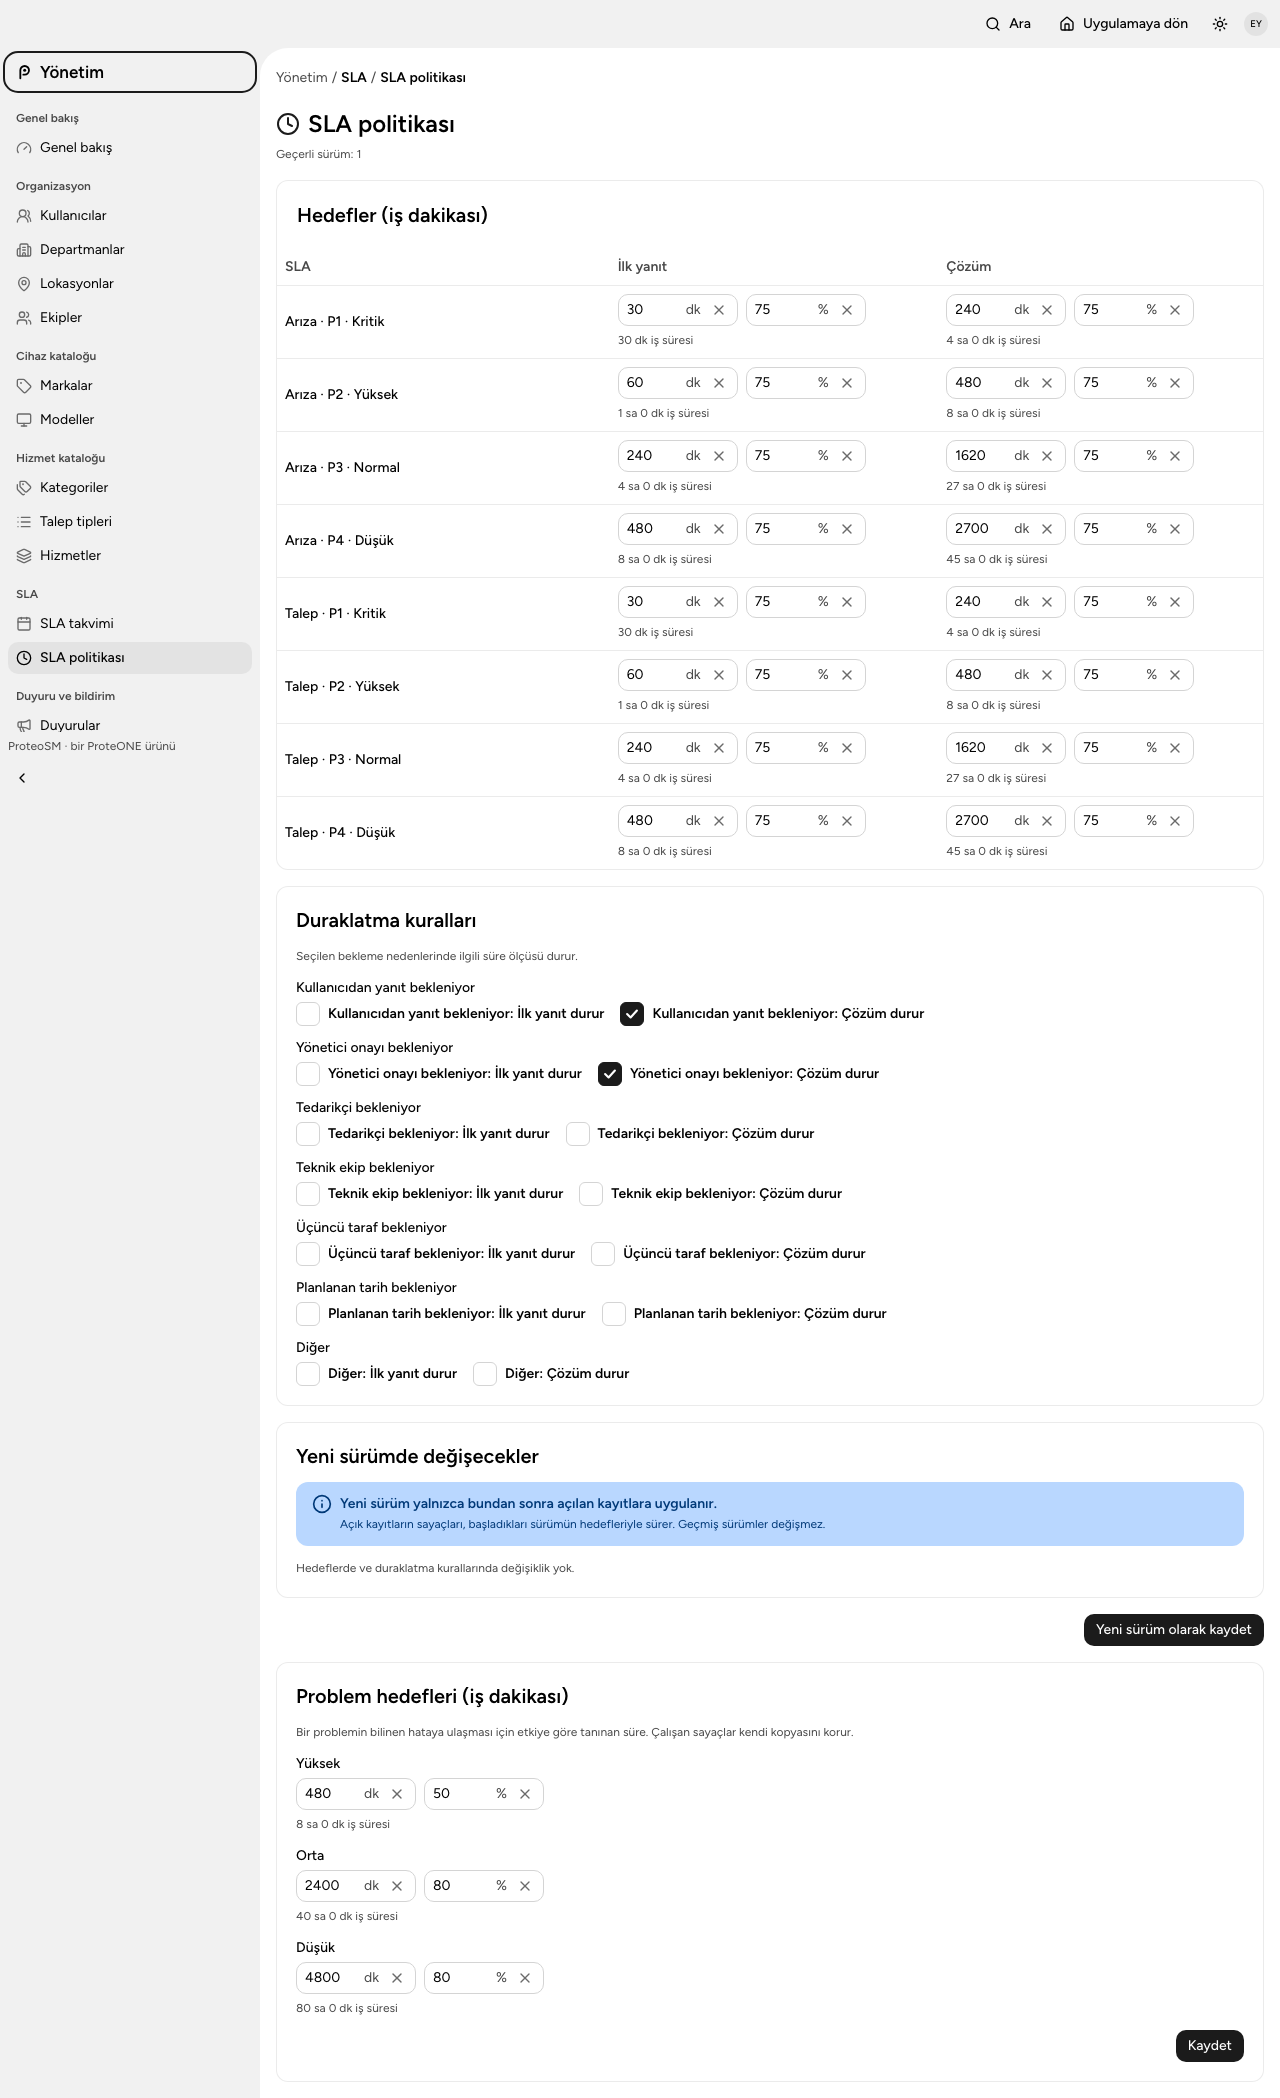 Ara
Uygulamaya dön
EY
Yönetim
Genel bakış
Genel bakış
Organizasyon
Kullanıcılar
Departmanlar
Lokasyonlar
Ekipler
Cihaz kataloğu
Markalar
Modeller
Hizmet kataloğu
Kategoriler
Talep tipleri
Hizmetler
SLA
SLA takvimi
SLA politikası
Duyuru ve bildirim
Duyurular
ProteoSM · bir ProteONE ürünü
Yönetim / SLA / SLA politikası
SLA politikası
Geçerli sürüm: 1
Hedefler (iş dakikası)
SLA İlk yanıt Çözüm
Arıza · P1 · Kritik 30 dk 75 % 240 dk 75 %
30 dk iş süresi 4 sa 0 dk iş süresi
Arıza · P2 · Yüksek 60 dk 75 % 480 dk 75 %
1 sa 0 dk iş süresi 8 sa 0 dk iş süresi
Arıza · P3 · Normal 240 dk 75 % 1620 dk 75 %
4 sa 0 dk iş süresi 27 sa 0 dk iş süresi
Arıza · P4 · Düşük 480 dk 75 % 2700 dk 75 %
8 sa 0 dk iş süresi 45 sa 0 dk iş süresi
Talep · P1 · Kritik 30 dk 75 % 240 dk 75 %
30 dk iş süresi 4 sa 0 dk iş süresi
Talep · P2 · Yüksek 60 dk 75 % 480 dk 75 %
1 sa 0 dk iş süresi 8 sa 0 dk iş süresi
Talep · P3 · Normal 240 dk 75 % 1620 dk 75 %
4 sa 0 dk iş süresi 27 sa 0 dk iş süresi
Talep · P4 · Düşük 480 dk 75 % 2700 dk 75 %
8 sa 0 dk iş süresi 45 sa 0 dk iş süresi
Duraklatma kuralları
Seçilen bekleme nedenlerinde ilgili süre ölçüsü durur.
Kullanıcıdan yanıt bekleniyor
Kullanıcıdan yanıt bekleniyor: İlk yanıt durur Kullanıcıdan yanıt bekleniyor: Çözüm durur
Yönetici onayı bekleniyor
Yönetici onayı bekleniyor: İlk yanıt durur Yönetici onayı bekleniyor: Çözüm durur
Tedarikçi bekleniyor
Tedarikçi bekleniyor: İlk yanıt durur Tedarikçi bekleniyor: Çözüm durur
Teknik ekip bekleniyor
Teknik ekip bekleniyor: İlk yanıt durur Teknik ekip bekleniyor: Çözüm durur
Üçüncü taraf bekleniyor
Üçüncü taraf bekleniyor: İlk yanıt durur Üçüncü taraf bekleniyor: Çözüm durur
Planlanan tarih bekleniyor
Planlanan tarih bekleniyor: İlk yanıt durur Planlanan tarih bekleniyor: Çözüm durur
Diğer
Diğer: İlk yanıt durur Diğer: Çözüm durur
Yeni sürümde değişecekler
Yeni sürüm yalnızca bundan sonra açılan kayıtlara uygulanır.
Açık kayıtların sayaçları, başladıkları sürümün hedefleriyle sürer. Geçmiş sürümler değişmez.
Hedeflerde ve duraklatma kurallarında değişiklik yok.
Yeni sürüm olarak kaydet
Problem hedefleri (iş dakikası)
Bir problemin bilinen hataya ulaşması için etkiye göre tanınan süre. Çalışan sayaçlar kendi kopyasını korur.
Yüksek
480 dk 50 %
8 sa 0 dk iş süresi
Orta
2400 dk 80 %
40 sa 0 dk iş süresi
Düşük
4800 dk 80 %
80 sa 0 dk iş süresi
Kaydet